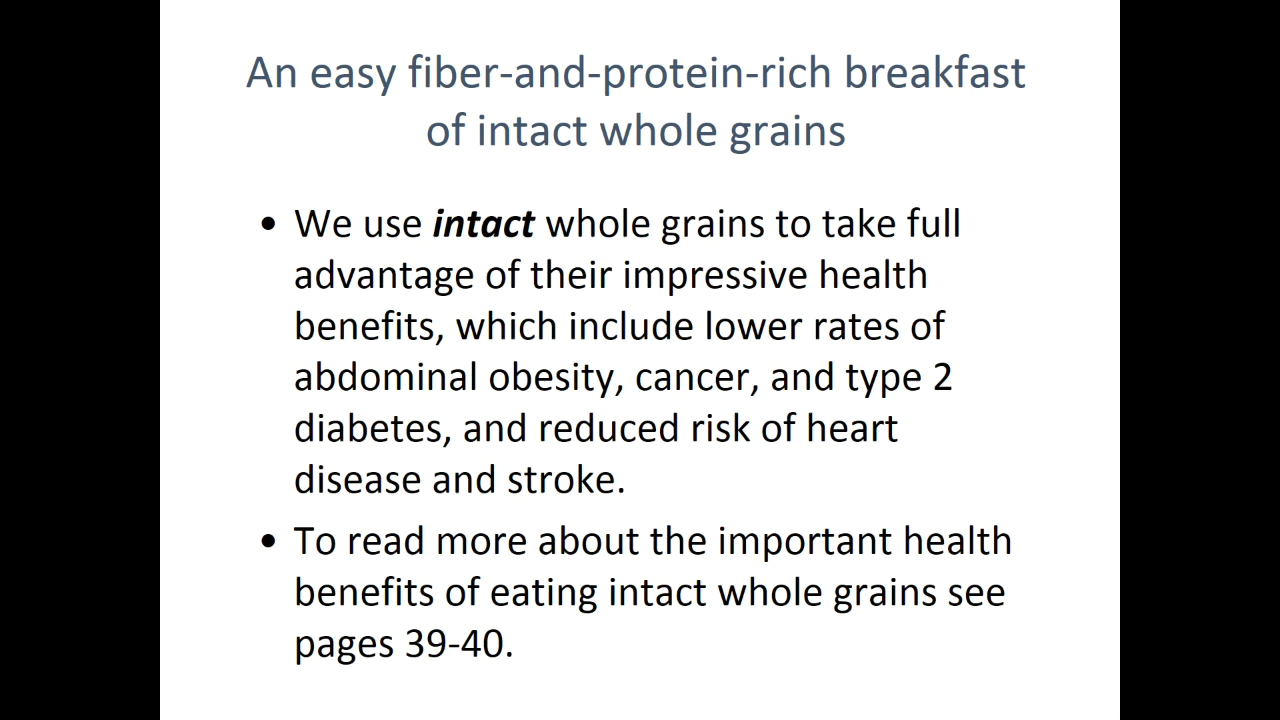 An easy fiber-and-protein-rich breakfast
of intact whole grains
• We use intact whole grains to take full
advantage of their impressive health
benefits, which include lower rates of
abdominal obesity, cancer, and type 2
diabetes, and reduced risk of heart
disease and stroke.
• To read more about the important health
benefits of eating intact whole grains see
pages 39-40.